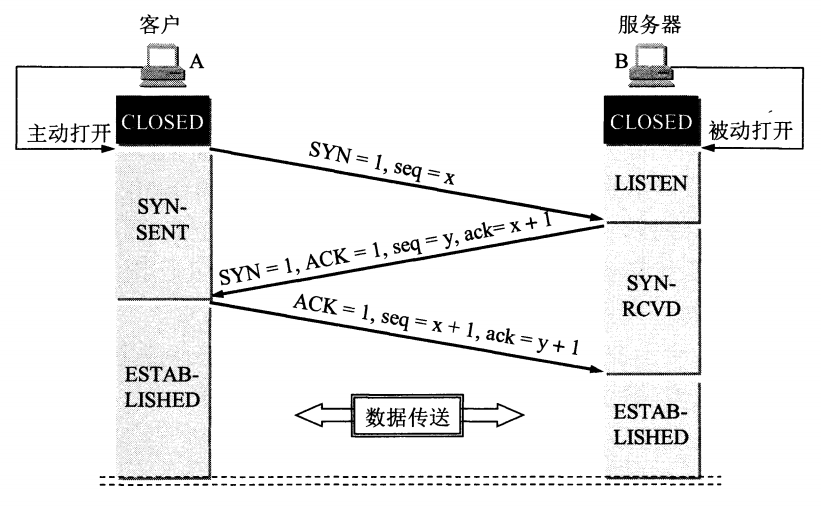 客户
服务器
A
B
CLOSED
CLOSED
主动打开
被动打开
SYN = 1, seq = x
LISTEN
SYN-
SENT
SYN = 1, ACK = 1, seq = y, ack= x + 1
SYN-
RCVD
ACK = 1, seq = x + 1, ack = y + 1
ESTAB-
LISHED
数据传送
ESTAB-
LISHED